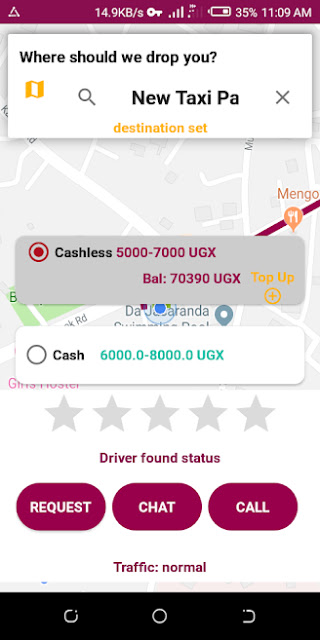 14.9KB/s 35% 11:09 AM
Where should we drop you?
New Taxi Pa
destination set
Mengo
Cashless 5000-7000 UGX
Bal: 70390 UGX Top Up
Da Jacaranda
Swimming Pool
Cash 6000.0-8000.0 UGX
Girls Hostel
Driver found status
REQUEST CHAT CALL
Traffic: normal